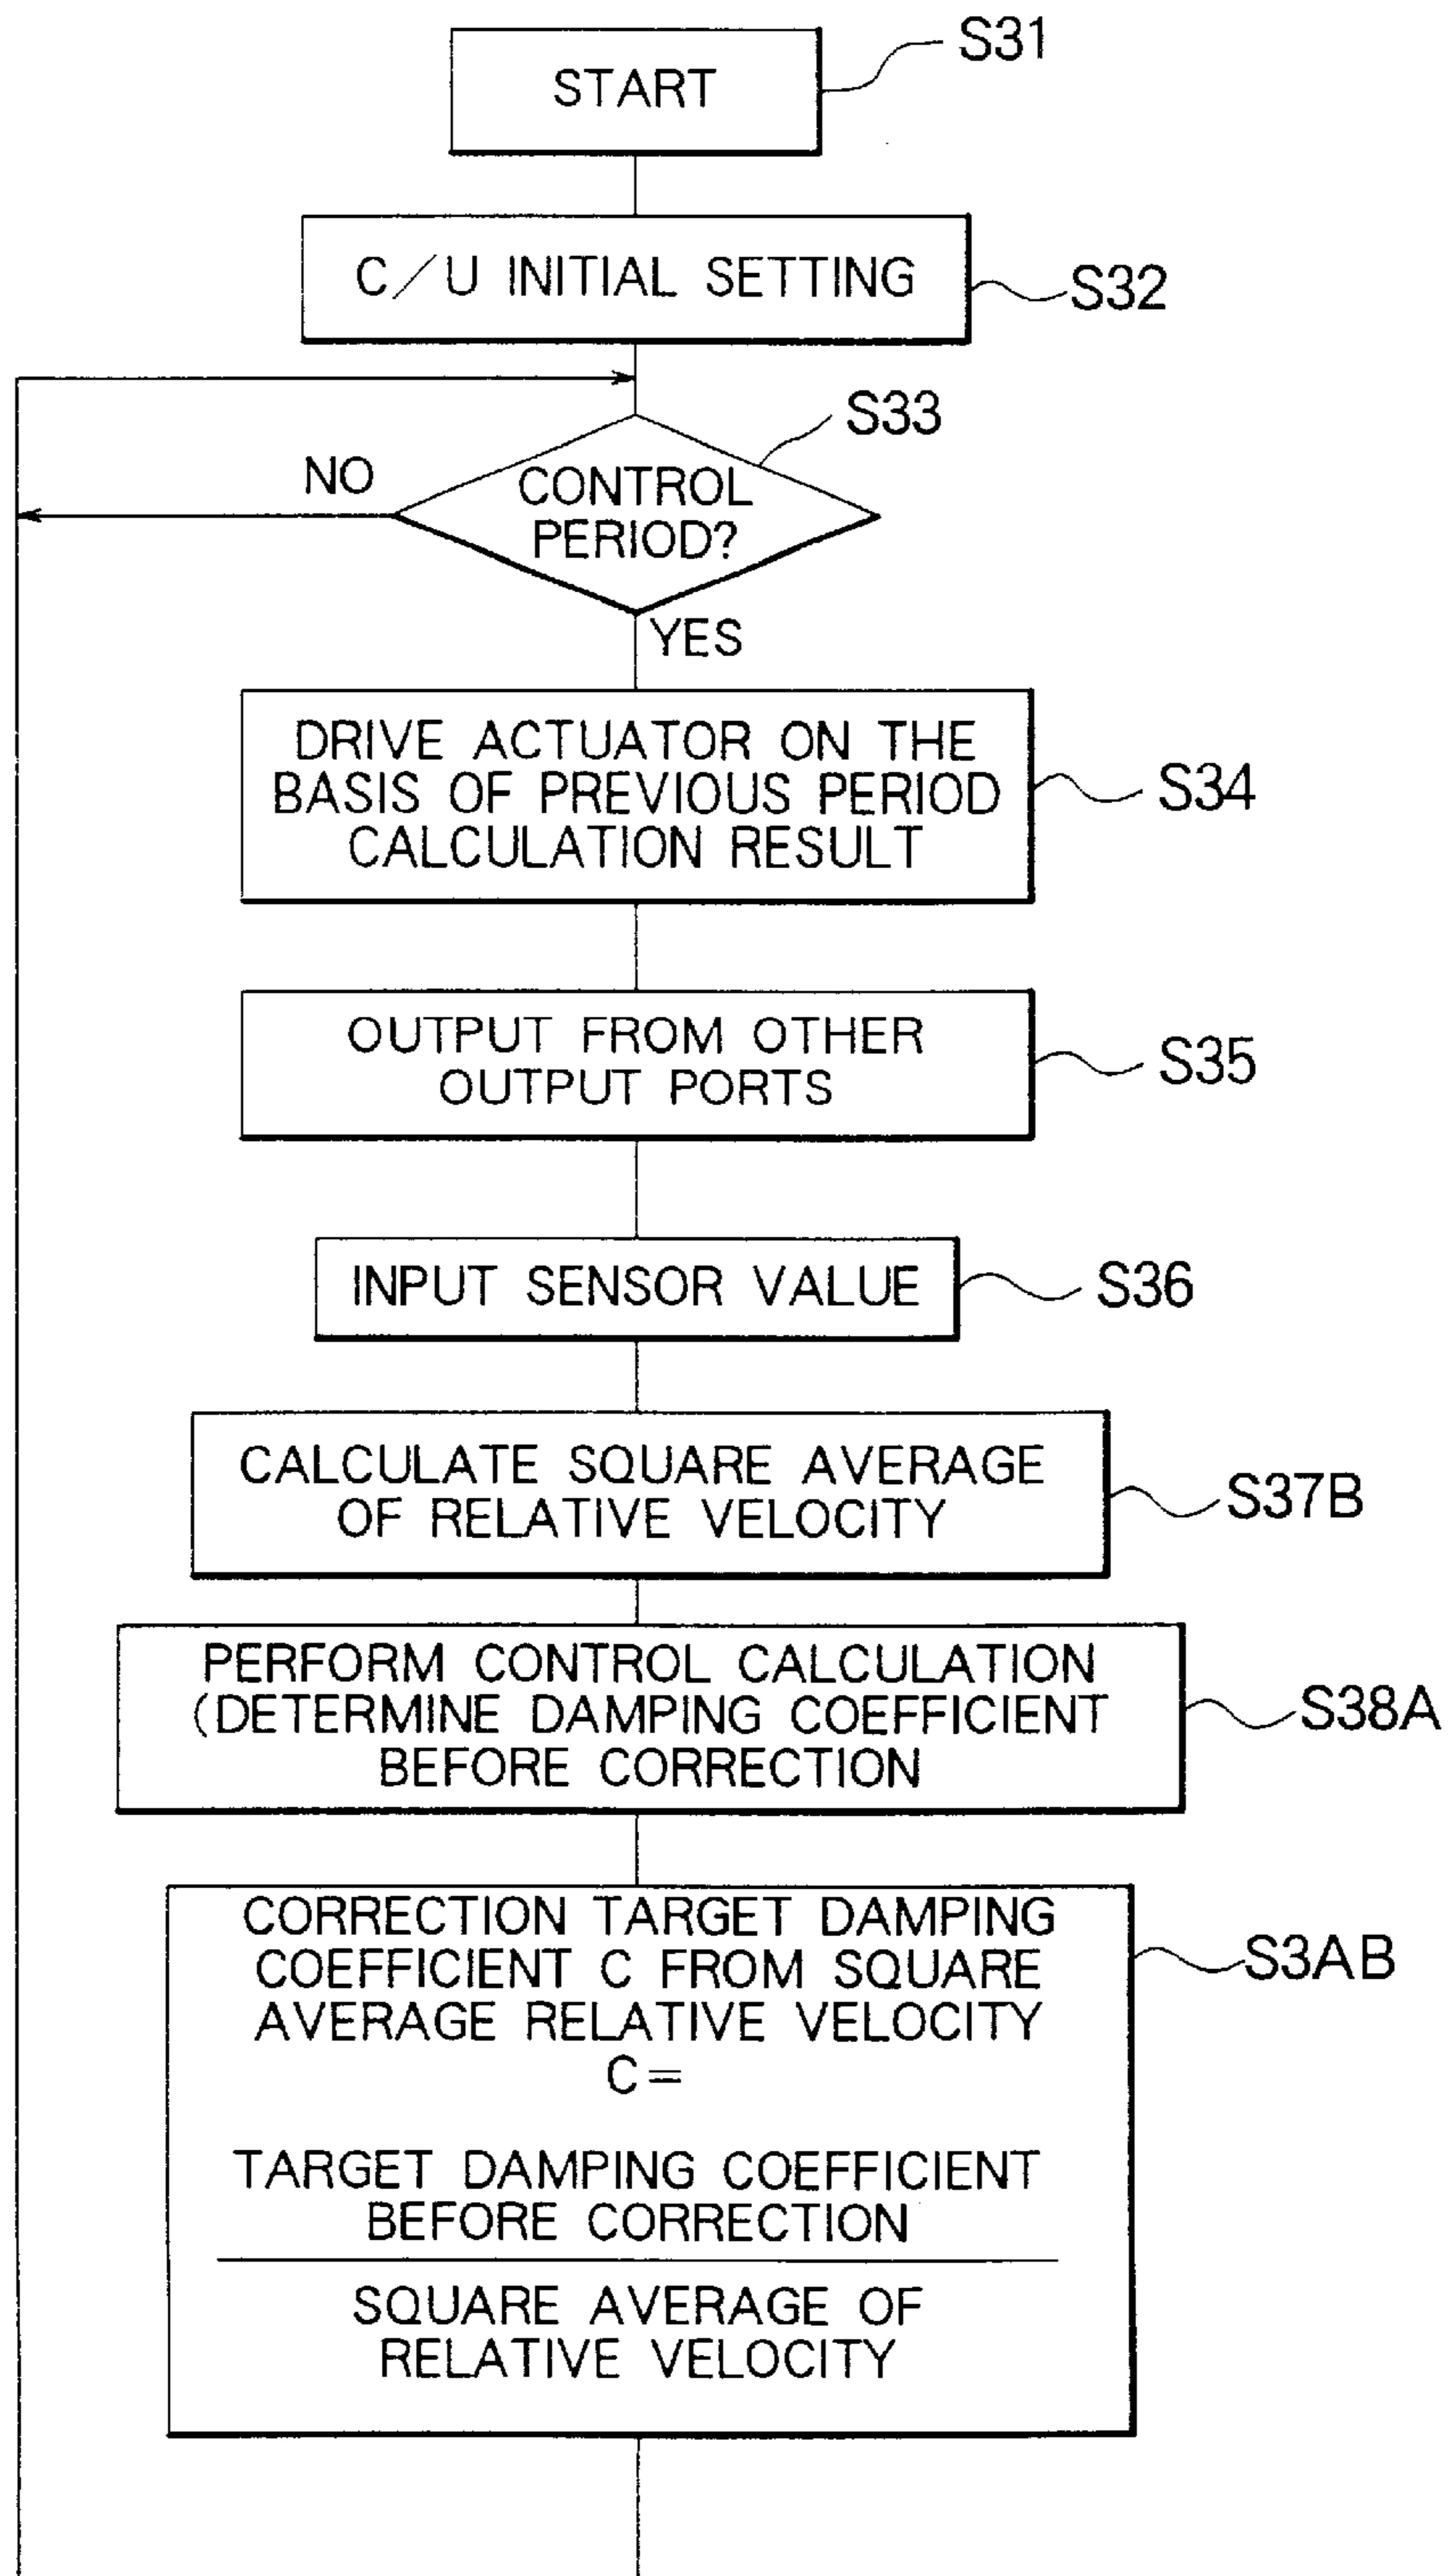 START
S31
C/U INITIAL SETTING
S32
S33
NO
CONTROL
PERIOD?
YES
DRIVE ACTUATOR ON THE
BASIS OF PREVIOUS PERIOD
CALCULATION RESULT
S34
OUTPUT FROM OTHER
OUTPUT PORTS
S35
INPUT SENSOR VALUE
S36
CALCULATE SQUARE AVERAGE
OF RELATIVE VELOCITY
S37B
PERFORM CONTROL CALCULATION
(DETERMINE DAMPING COEFFICIENT
BEFORE CORRECTION
S38A
CORRECTION TARGET DAMPING
COEFFICIENT C FROM SQUARE
AVERAGE RELATIVE VELOCITY
C=
TARGET DAMPING COEFFICIENT
BEFORE CORRECTION
SQUARE AVERAGE OF
RELATIVE VELOCITY
S3AB